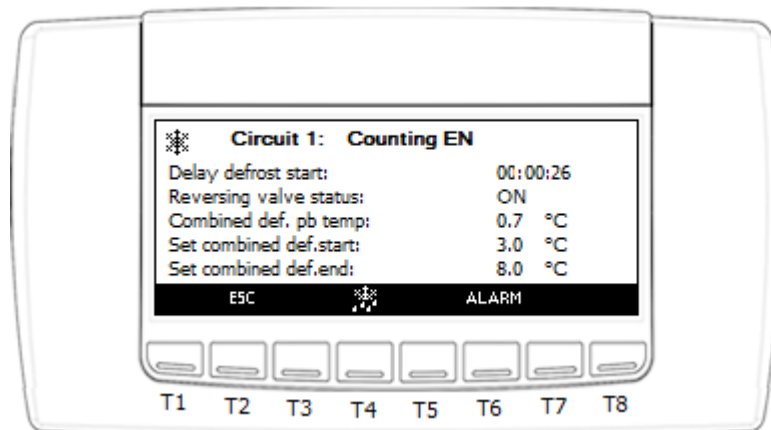 Circuit 1: Counting EN
Delay defrost start: 00:00:26
Reversing valve status: ON
Combined def. pb temp: 0.7 °C
Set combined def.start: 3.0 °C
Set combined def.end: 8.0 °C
ESC ALARM
T1 T2 T3 T4 T5 T6 T7 T8